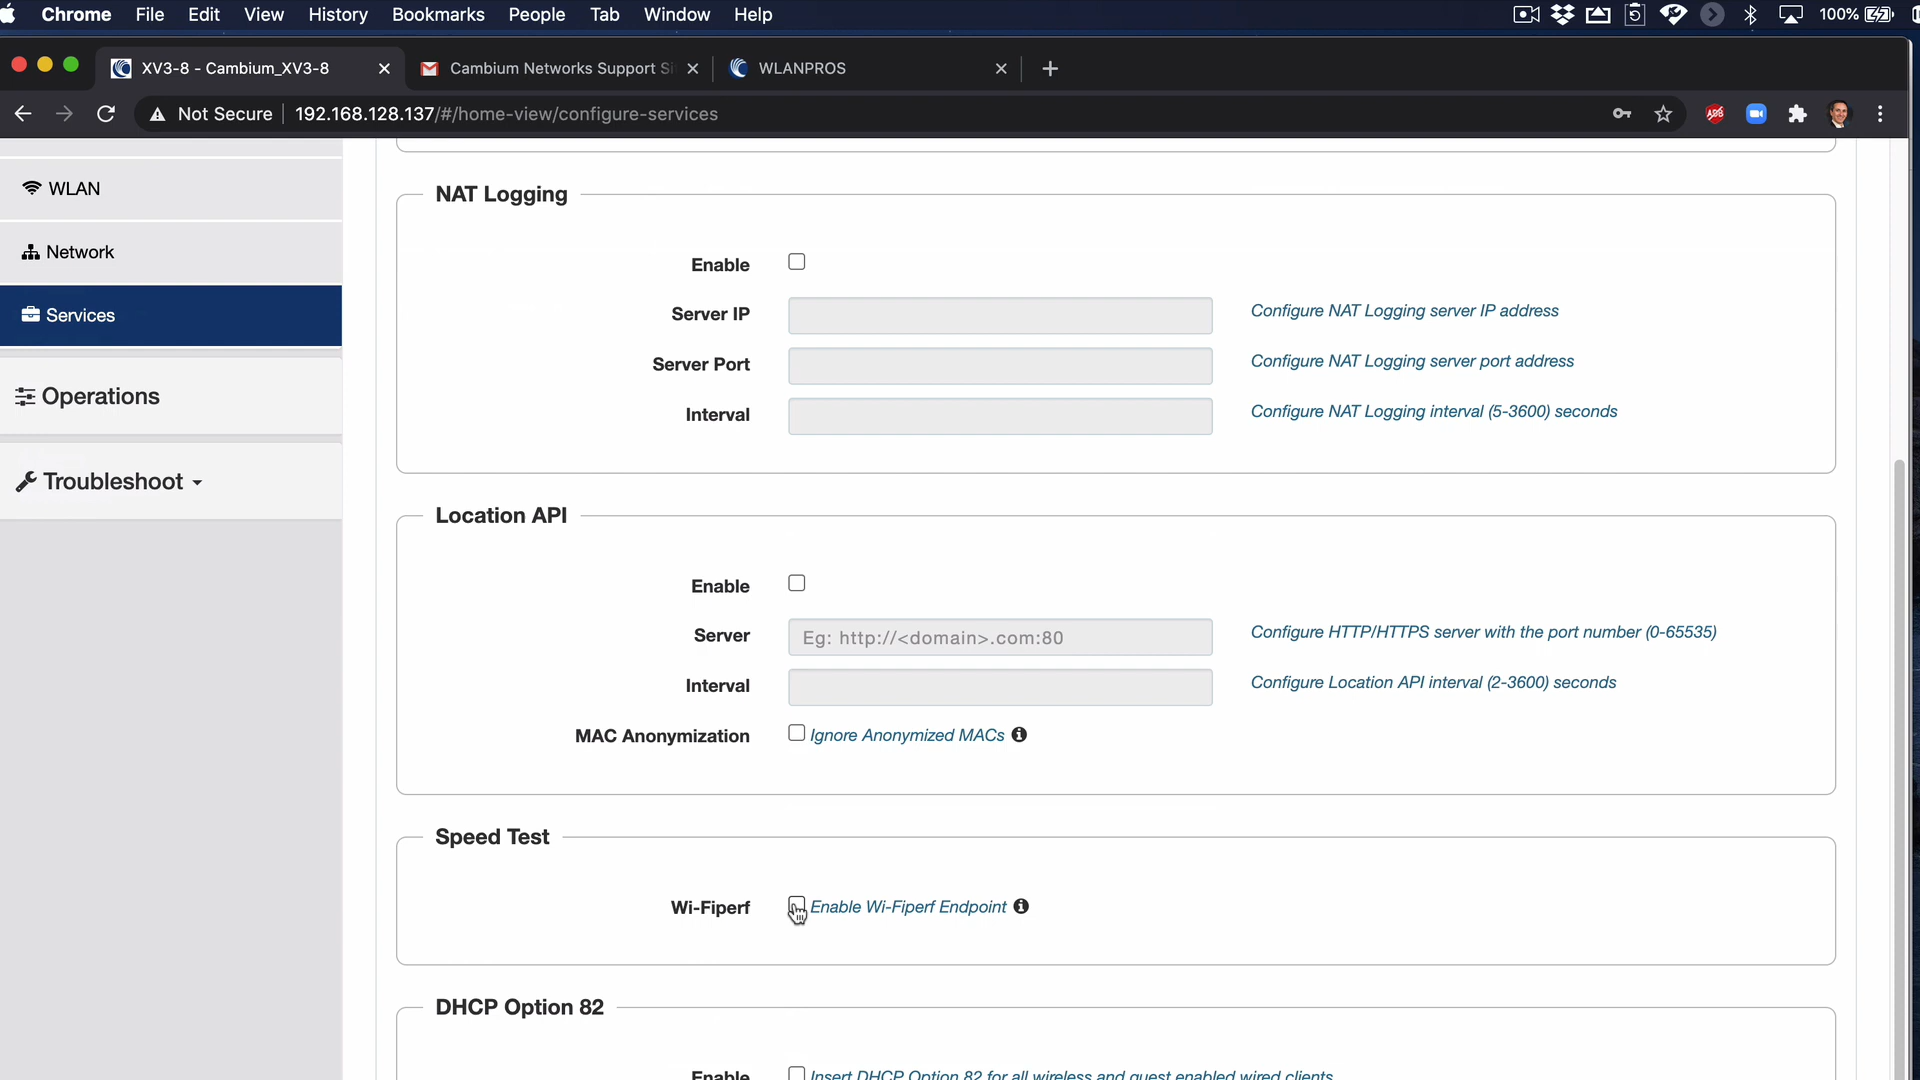 Chrome File Edit View History Bookmarks People Tab Window Help 100%
XV3-8 - Cambium_XV3-8 Cambium Networks Support Si WLANPROS
Not Secure 192.168.128.137/#/home-view/configure-services ABP
WLAN
Network
Services
Operations
Troubleshoot
NAT Logging
Enable
Server IP Configure NAT Logging server IP address
Server Port Configure NAT Logging server port address
Interval Configure NAT Logging interval (5-3600) seconds
Location API
Enable
Server Eg: http://<domain>.com:80 Configure HTTP/HTTPS server with the port number (0-65535)
Interval Configure Location API interval (2-3600) seconds
MAC Anonymization Ignore Anonymized MACs
Speed Test
Wi-Fiperf Enable Wi-Fiperf Endpoint
DHCP Option 82
Enable Insert DHCP Option 82 for all wireless and guest enabled wired clients